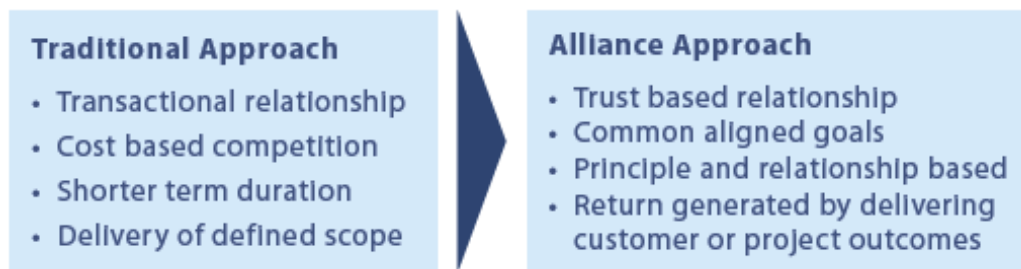 Traditional Approach
• Transactional relationship
• Cost based competition
• Shorter term duration
• Delivery of defined scope
Alliance Approach
• Trust based relationship
• Common aligned goals
• Principle and relationship based
• Return generated by delivering
customer or project outcomes